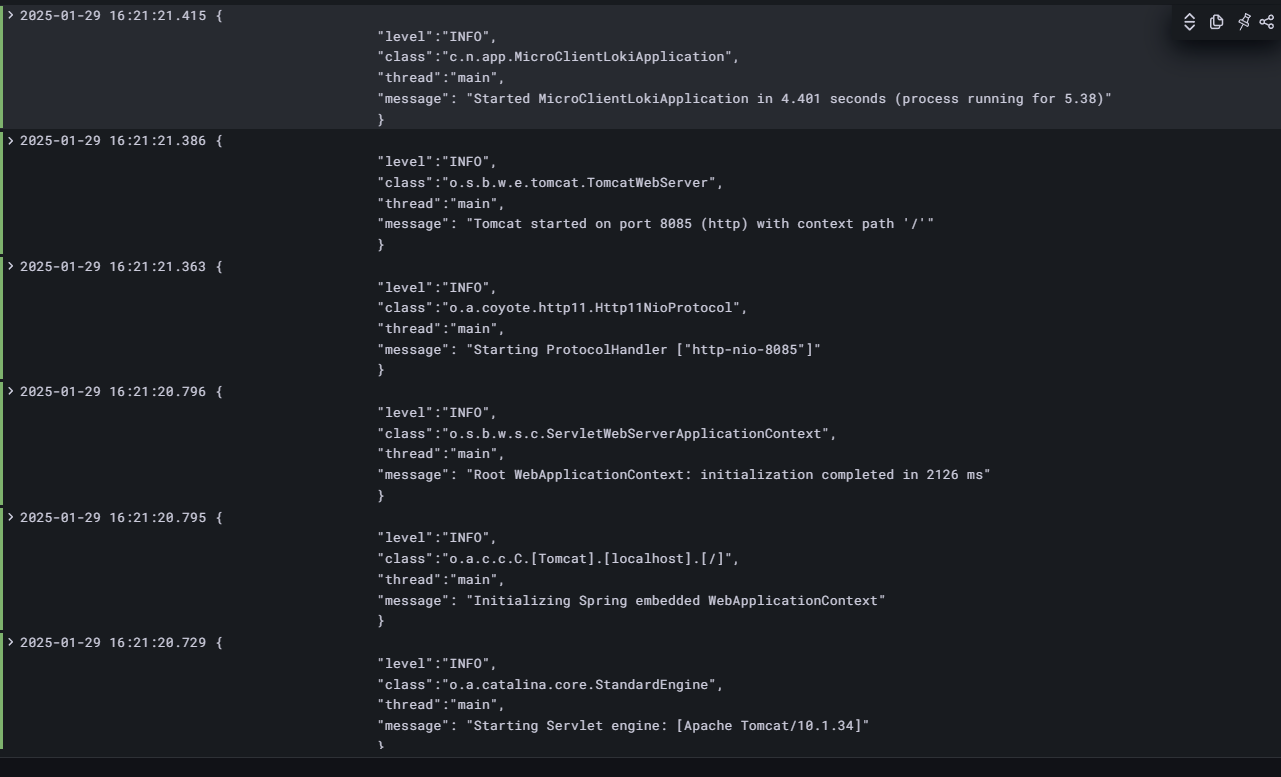 2025-01-29 16:21:21.415 {
"level":"INFO",
"class":"c.n.app.MicroClientLokiApplication",
"thread":"main",
"message": "Started MicroClientLokiApplication in 4.401 seconds (process running for 5.38)"
}
2025-01-29 16:21:21.386 {
"level":"INFO",
"class":"o.s.b.w.e.tomcat.TomcatWebServer",
"thread":"main",
"message": "Tomcat started on port 8085 (http) with context path '/'"
}
2025-01-29 16:21:21.363 {
"level":"INFO",
"class":"o.a.coyote.http11.Http11NioProtocol",
"thread":"main",
"message": "Starting ProtocolHandler ["http-nio-8085"]"
}
2025-01-29 16:21:20.796 {
"level":"INFO",
"class":"o.s.b.w.s.c.ServletWebServerApplicationContext",
"thread":"main",
"message": "Root WebApplicationContext: initialization completed in 2126 ms"
}
2025-01-29 16:21:20.795 {
"level":"INFO",
"class":"o.a.c.c.C.[Tomcat].[localhost].[/]",
"thread":"main",
"message": "Initializing Spring embedded WebApplicationContext"
}
2025-01-29 16:21:20.729 {
"level":"INFO",
"class":"o.a.catalina.core.StandardEngine",
"thread":"main",
"message": "Starting Servlet engine: [Apache Tomcat/10.1.34]"
}